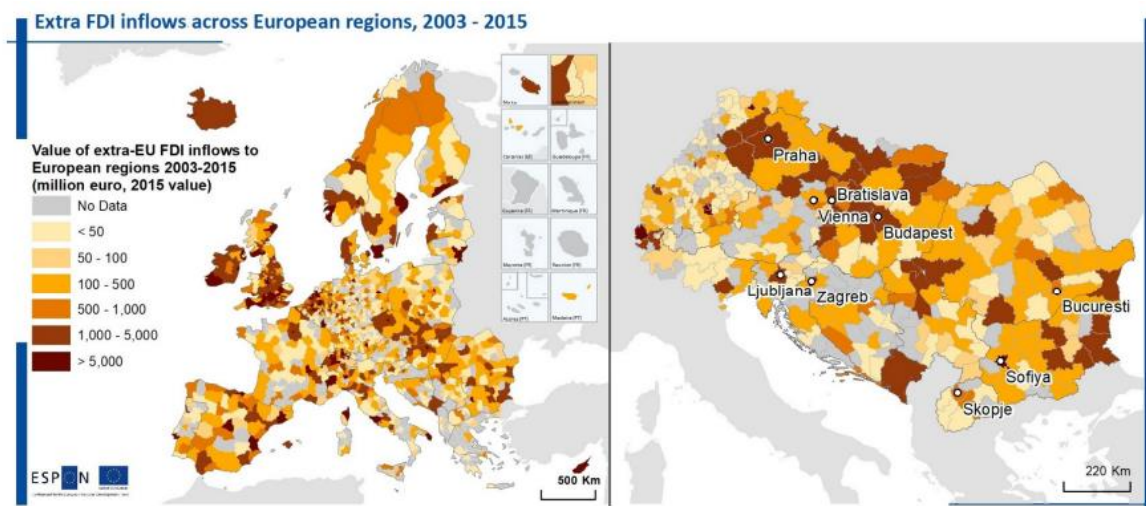 Extra FDI inflows across European regions, 2003 - 2015
Value of extra-EU FDI inflows to
European regions 2003-2015
(million euro, 2015 value)
No Data
< 50
50 - 100
100 - 500
500 - 1,000
1,000 - 5,000
> 5,000
ESPON
500 Km
Praha
Bratislava
Vienna
Budapest
Ljubljana
Zagreb
Bucuresti
Sofiya
Skopje
220 Km